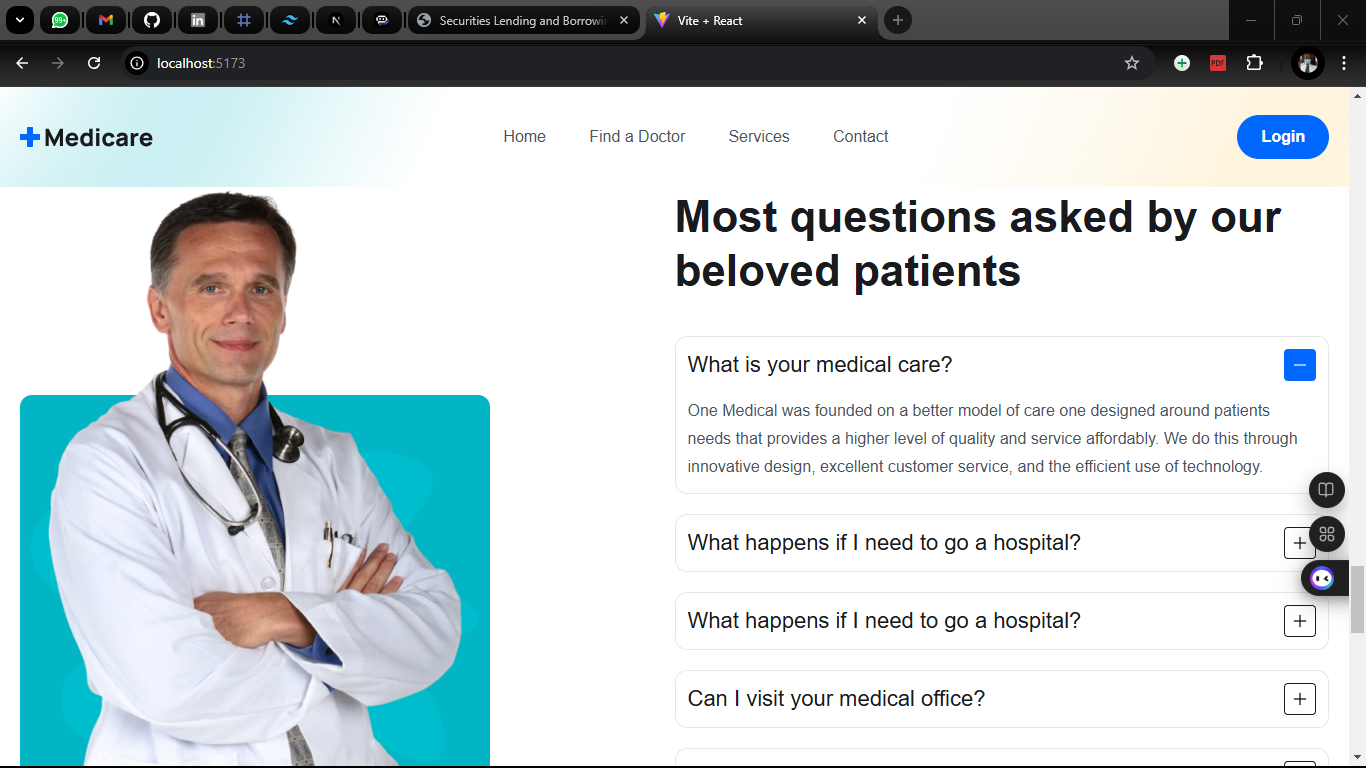 99+
Securities Lending and Borrowin
Vite + React
localhost:5173
PDF
Medicare
Home
Find a Doctor
Services
Contact
Login
Most questions asked by our
beloved patients
What is your medical care?
One Medical was founded on a better model of care one designed around patients
needs that provides a higher level of quality and service affordably. We do this through
innovative design, excellent customer service, and the efficient use of technology.
What happens if I need to go a hospital?
What happens if I need to go a hospital?
Can I visit your medical office?